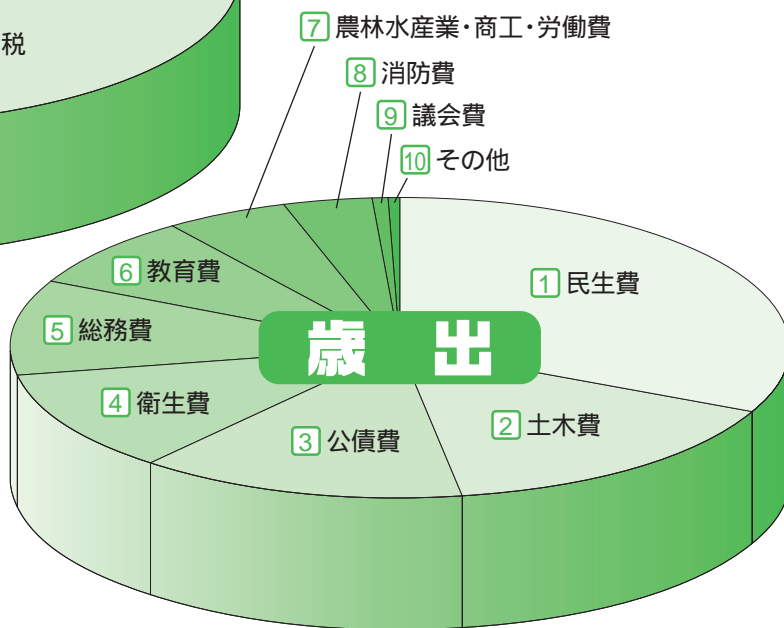 税
7 農林水産業・商工・労働費
8 消防費
9 議会費
10 その他
6 教育費
1 民生費
5 総務費
歳 出
4 衛生費
2 土木費
3 公債費